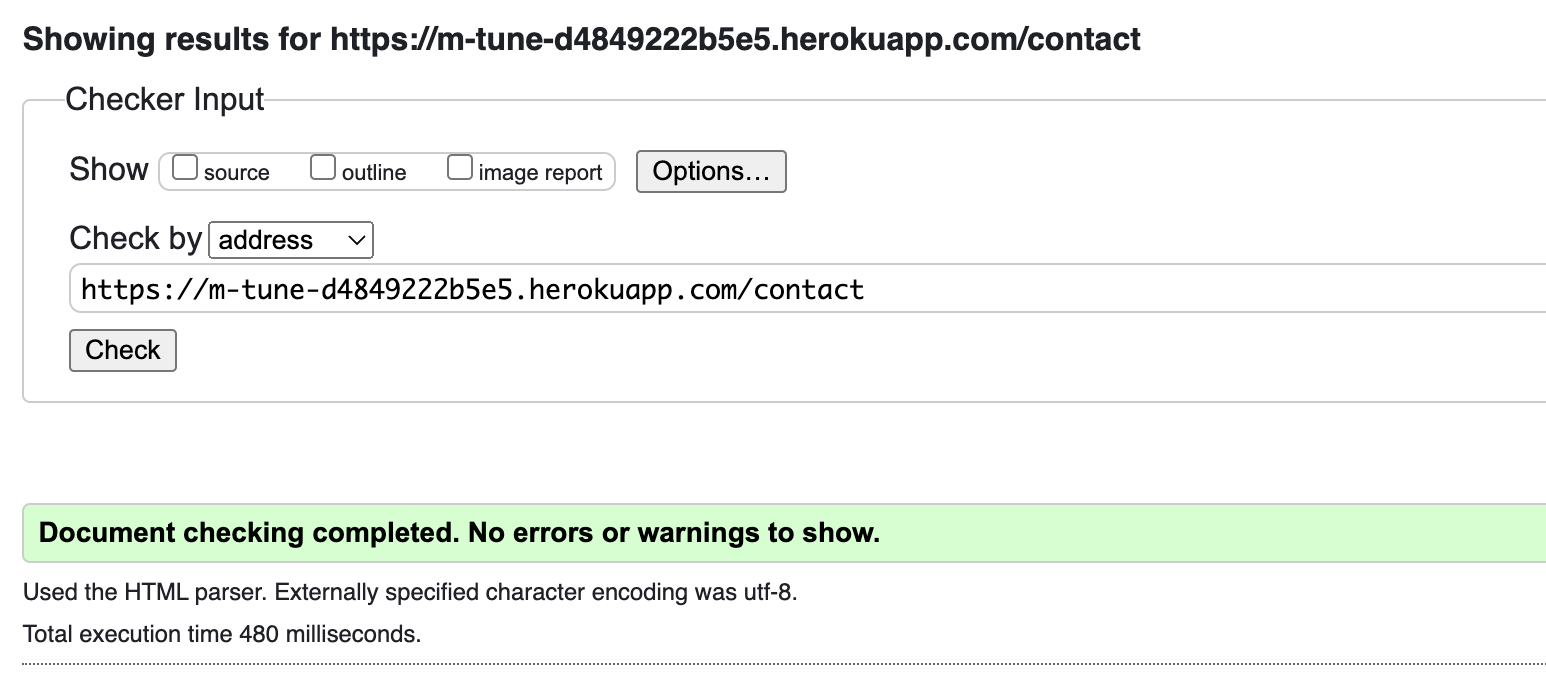 Showing results for https://m-tune-d4849222b5e5.herokuapp.com/contact
Checker Input
Show source outline image report Options…
Check by address
https://m-tune-d4849222b5e5.herokuapp.com/contact
Check
Document checking completed. No errors or warnings to show.
Used the HTML parser. Externally specified character encoding was utf-8.
Total execution time 480 milliseconds.